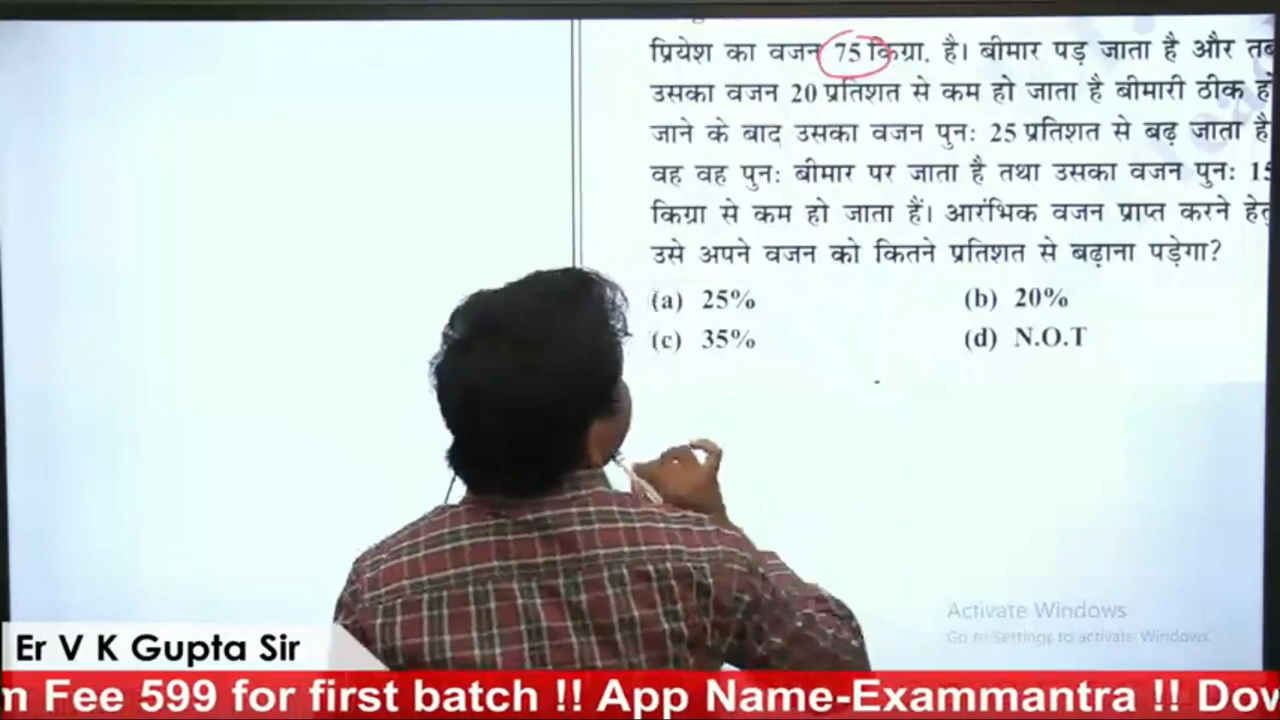 प्रियेश का वजन 75 किग्रा. है। बीमार पड़ जाता है और
उसका वजन 20 प्रतिशत से कम हो जाता है बीमारी ठीक
जाने के बाद उसका वजन पुनः 25 प्रतिशत से बढ़ जाता है
वह वह पुनः बीमार पर जाता है तथा उसका वजन पुनः
किग्रा से कम हो जाता हैं। आरंभिक वजन प्राप्त करने
उसे अपने वजन को कितने प्रतिशत से बढ़ाना पड़ेगा?
(a) 25% (b) 20%
(c) 35% (d) N.O.T
Activate Windows
Go to Settings to activate Windows.
Er V K Gupta Sir
Fee 599 for first batch !! App Name-Exammantra !!